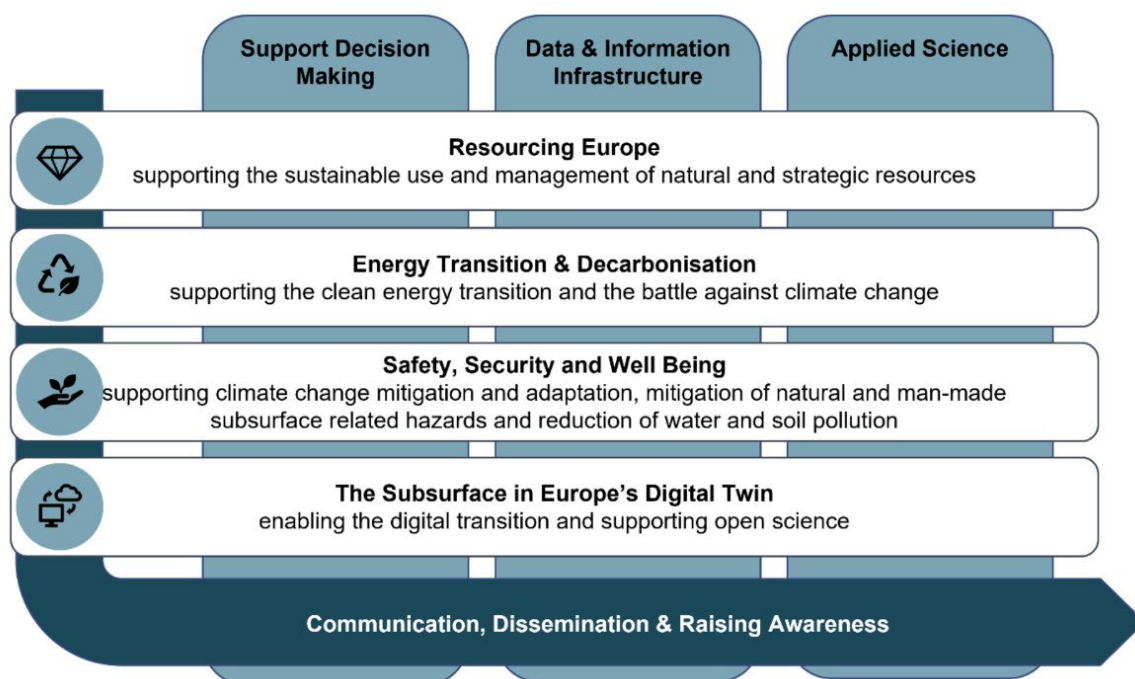 Support Decision
Making
Data & Information
Infrastructure
Applied Science
Resourcing Europe
supporting the sustainable use and management of natural and strategic resources
Energy Transition & Decarbonisation
supporting the clean energy transition and the battle against climate change
Safety, Security and Well Being
supporting climate change mitigation and adaptation, mitigation of natural and man-made
subsurface related hazards and reduction of water and soil pollution
The Subsurface in Europe’s Digital Twin
enabling the digital transition and supporting open science
Communication, Dissemination & Raising Awareness